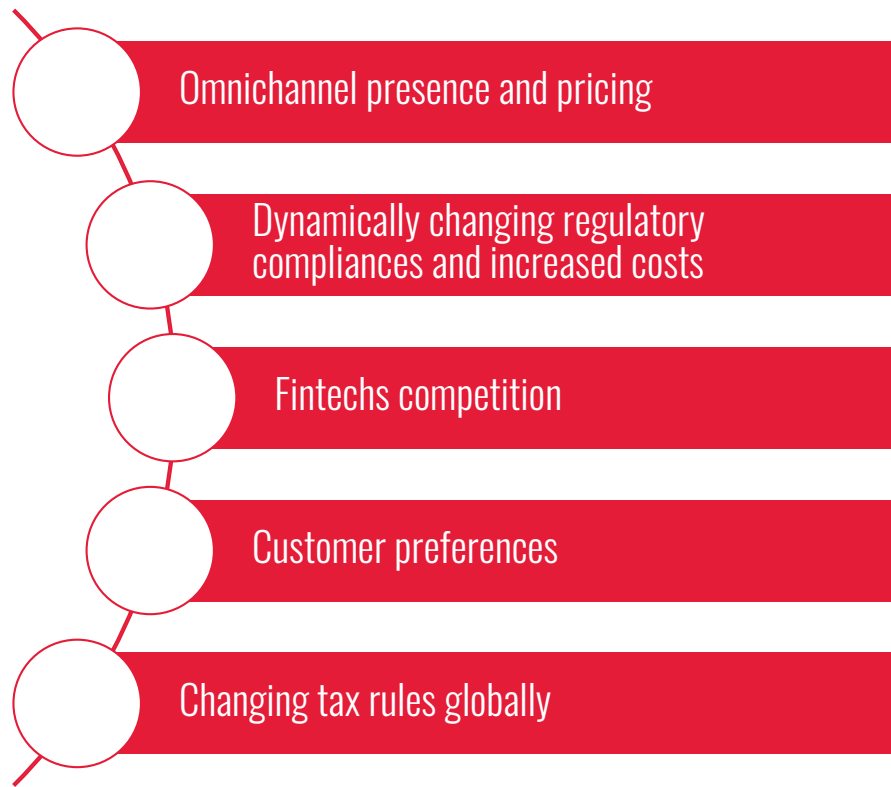 Omnichannel presence and pricing
Dynamically changing regulatory
compliances and increased costs
Fintechs competition
Customer preferences
Changing tax rules globally